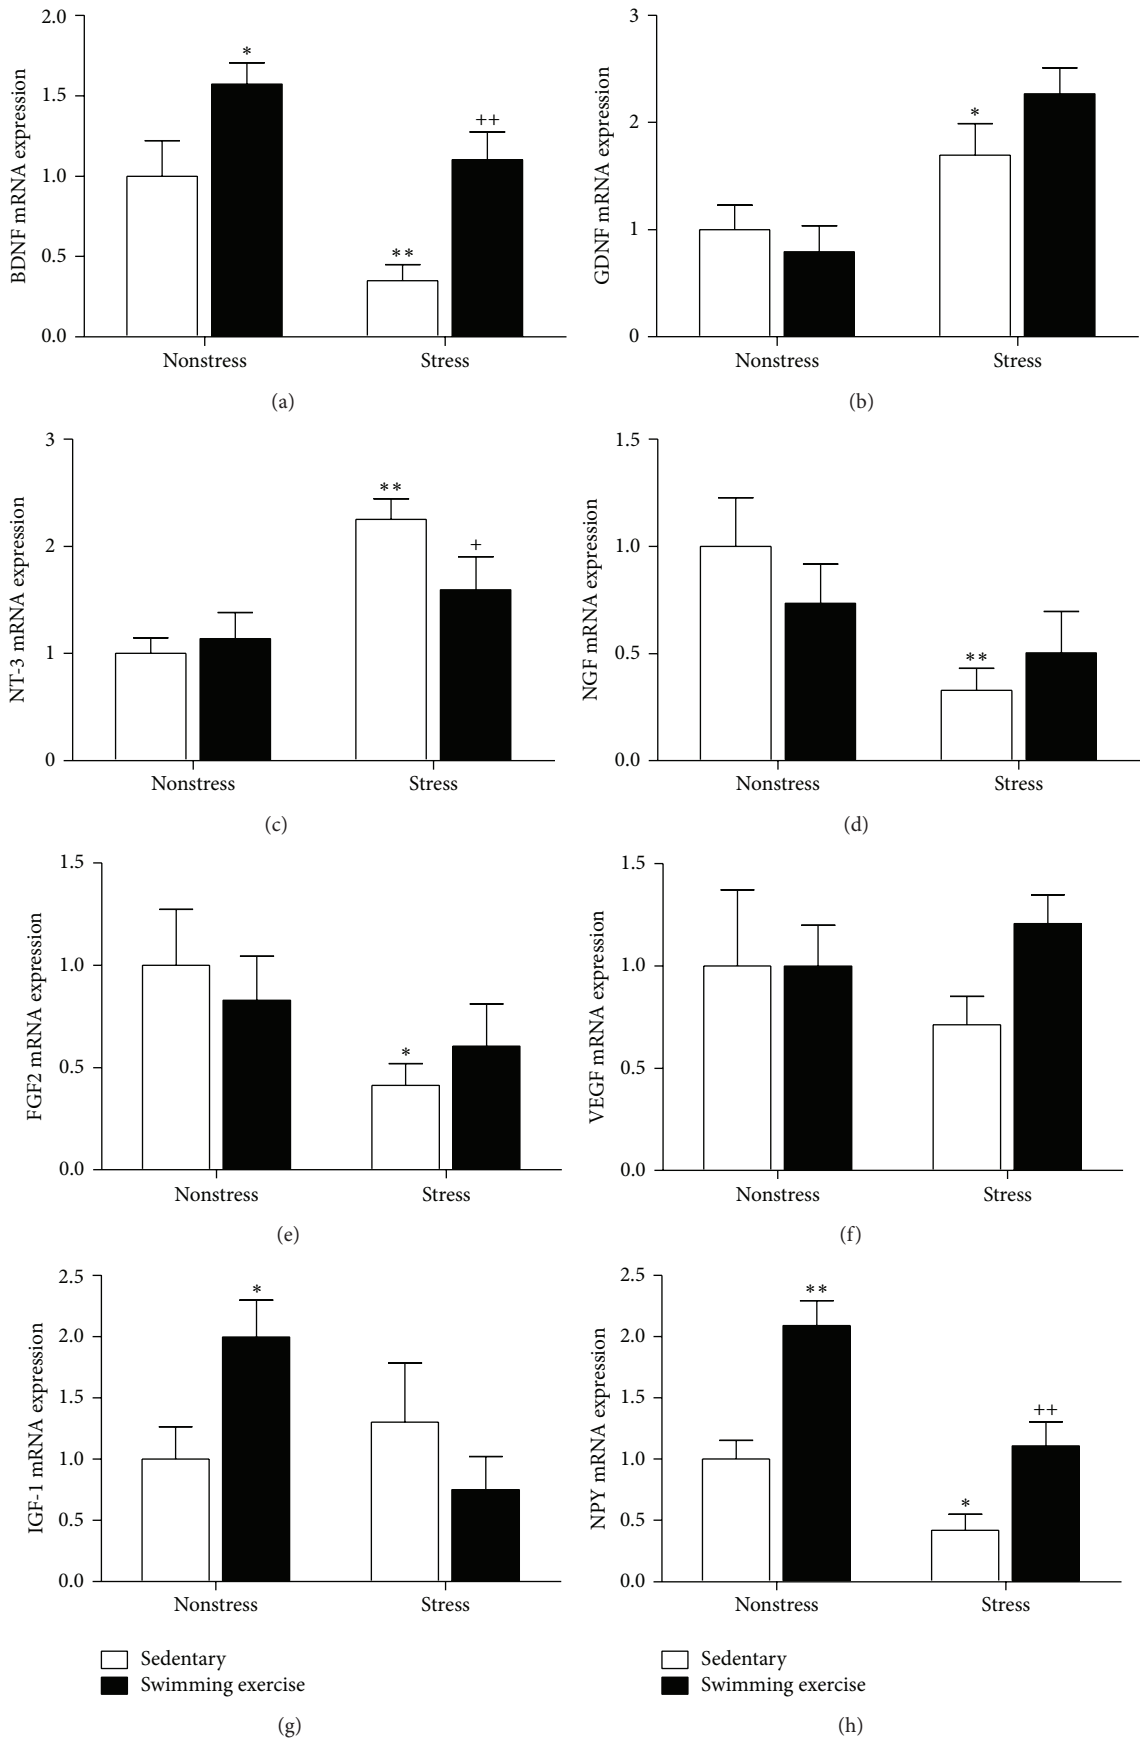 BDNF mRNA expression
2.0
1.5
1.0
0.5
0.0
*
**
++
Nonstress
Stress
(a)
GDNF mRNA expression
3
2
1
0
*
Nonstress
Stress
(b)
NT-3 mRNA expression
3
2
1
0
**
+
Nonstress
Stress
(c)
NGF mRNA expression
1.5
1.0
0.5
0.0
**
Nonstress
Stress
(d)
FGF2 mRNA expression
1.5
1.0
0.5
0.0
*
Nonstress
Stress
(e)
VEGF mRNA expression
1.5
1.0
0.5
0.0
Nonstress
Stress
(f)
IGF-1 mRNA expression
2.5
2.0
1.5
1.0
0.5
0.0
*
Nonstress
Stress
Sedentary
Swimming exercise
(g)
NPY mRNA expression
2.5
2.0
1.5
1.0
0.5
0.0
**
*
++
Nonstress
Stress
Sedentary
Swimming exercise
(h)